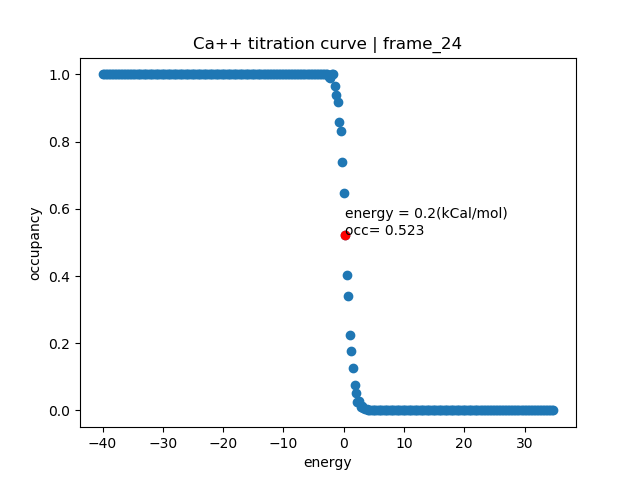 Ca++ titration curve | frame_24
1.0
0.8
energy = 0.2(kCal/mol)
0.6
occ= 0.523
occupancy
0.4
0.2
0.0
−40
−30
−20
−10
0
10
20
30
energy